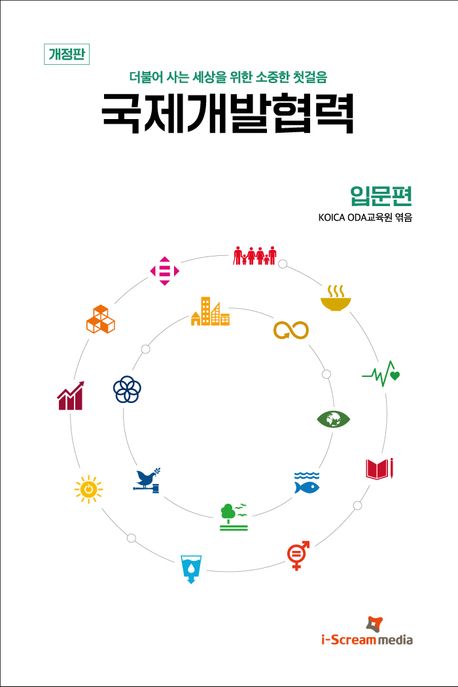 개정판
더불어 사는 세상을 위한 소중한 첫걸음
국제개발협력
입문편
KOICA ODA교육원 엮음
i-Scream media